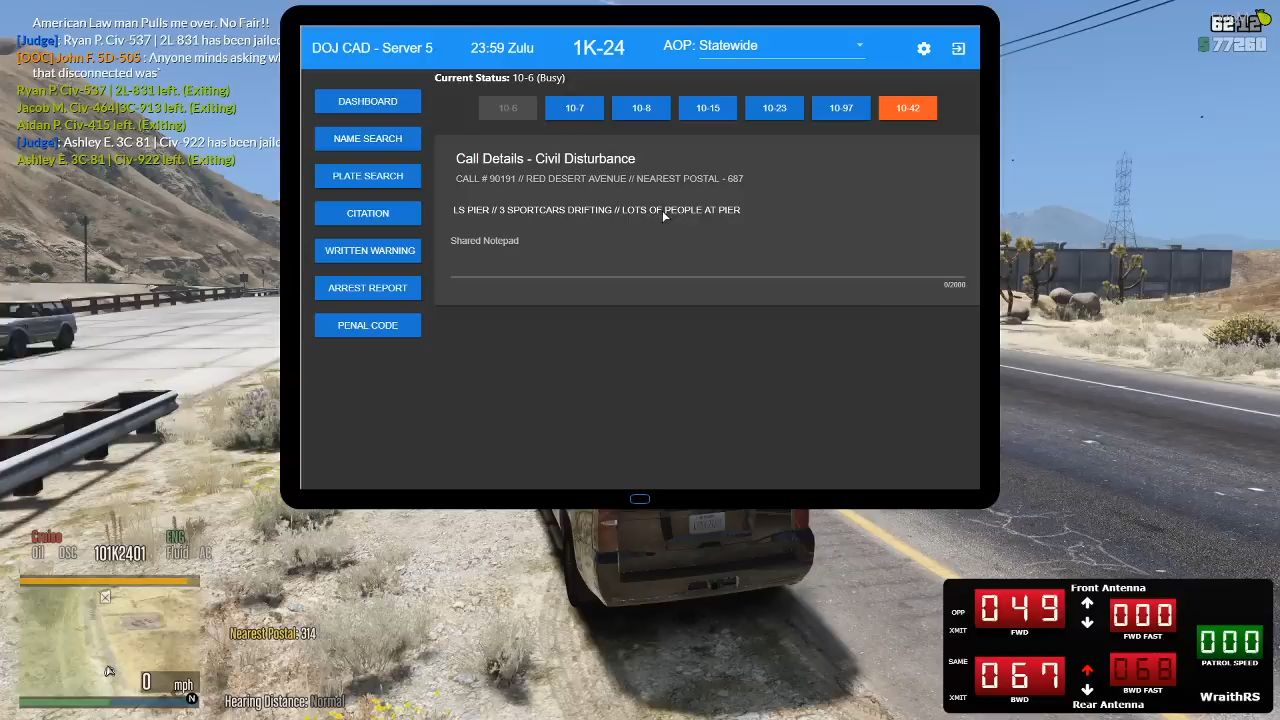 American Law man Pulls me over. No Fair!!
[Judge]: Ryan P. Civ-537 | 2L-831 have been jailed
[OOC] John F. 5D-505 : Anyone minds asking
that disconnected was`
Ryan P. Civ-537 | 2L-831 left. (Exiting)
Jacob M. Civ-464|3C-913 left. (Exiting)
Aidan P. Civ-415 left. (Exiting)
[Judge]: Ashley E. 3C-81 | Civ-922 has been
Ashley E. 3C-81 | Civ-922 left. (Exiting)
$ 77260
DOJ CAD - Server 5
23:59 Zulu
1K-24
AOP: Statewide
Current Status: 10-6 (Busy)
10-6
10-7
10-8
10-15
10-23
10-97
10-42
DASHBOARD
NAME SEARCH
PLATE SEARCH
CITATION
WRITTEN WARNING
ARREST REPORT
PENAL CODE
Call Details - Civil Disturbance
CALL # 90191 // RED DESERT AVENUE // NEAREST POSTAL - 687
LS PIER // 3 SPORTCARS DRIFTING // LOTS OF PEOPLE AT PIER
Shared Notepad
0/2000
Cruise
ENG
Oil DSC 101K2401 Fluid AC
Nearest Postal: 314
0 mph
N
Hearing Distance: Normal
Front Antenna
OPP
XMIT
049
FWD
000
FWD FAST
000
PATROL SPEED
SAME
XMIT
067
BWD
068
BWD FAST
WraithRS
Rear Antenna